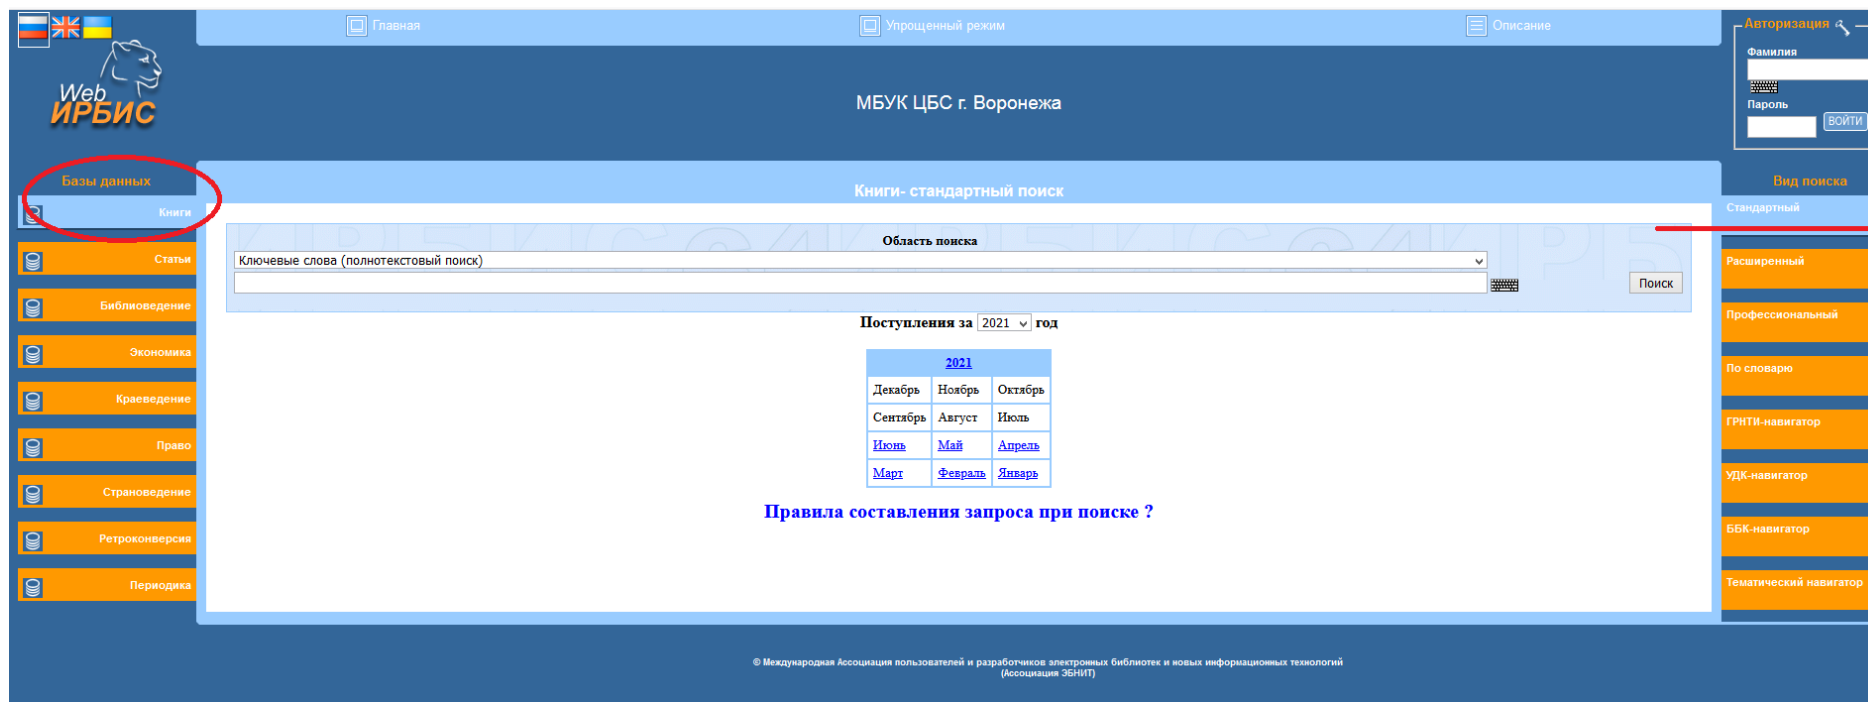 Главная
Упрощенный режим
Описание
Web
ИРБИС
МБУК ЦБС г. Воронежа
Авторизация
Фамилия
Пароль
ВОЙТИ
Базы данных
Книги
Статьи
Библиоведение
Экономика
Краеведение
Право
Страноведение
Ретроконверсия
Периодика
Книги- стандартный поиск
Область поиска
Ключевые слова (полнотекстовый поиск)
Поиск
Поступления за 2021 год
2021
Декабрь Ноябрь Октябрь
Сентябрь Август Июль
Июнь Май Апрель
Март Февраль Январь
Правила составления запроса при поиске ?
Вид поиска
Стандартный
Расширенный
Профессиональный
По словарю
ГРНТИ-навигатор
УДК-навигатор
ББК-навигатор
Тематический навигатор
© Международная Ассоциация пользователей и разработчиков электронных библиотек и новых информационных технологий
(Ассоциация ЭБНИТ)